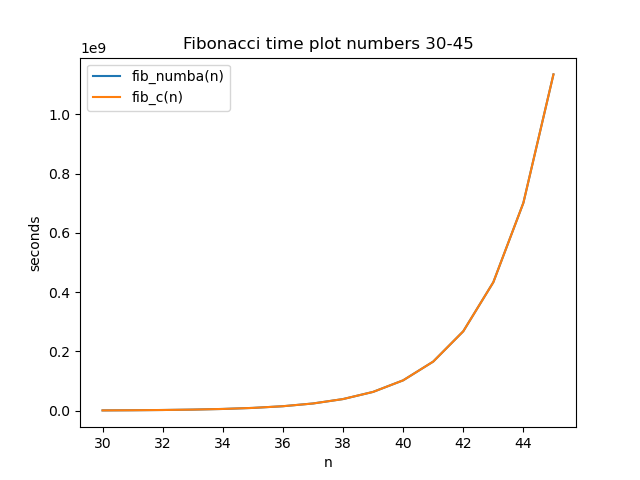 Fibonacci time plot numbers 30-45
1e9
fib_numba(n)
fib_c(n)
1.0
0.8
0.6
0.4
0.2
0.0
seconds
30 32 34 36 38 40 42 44
n